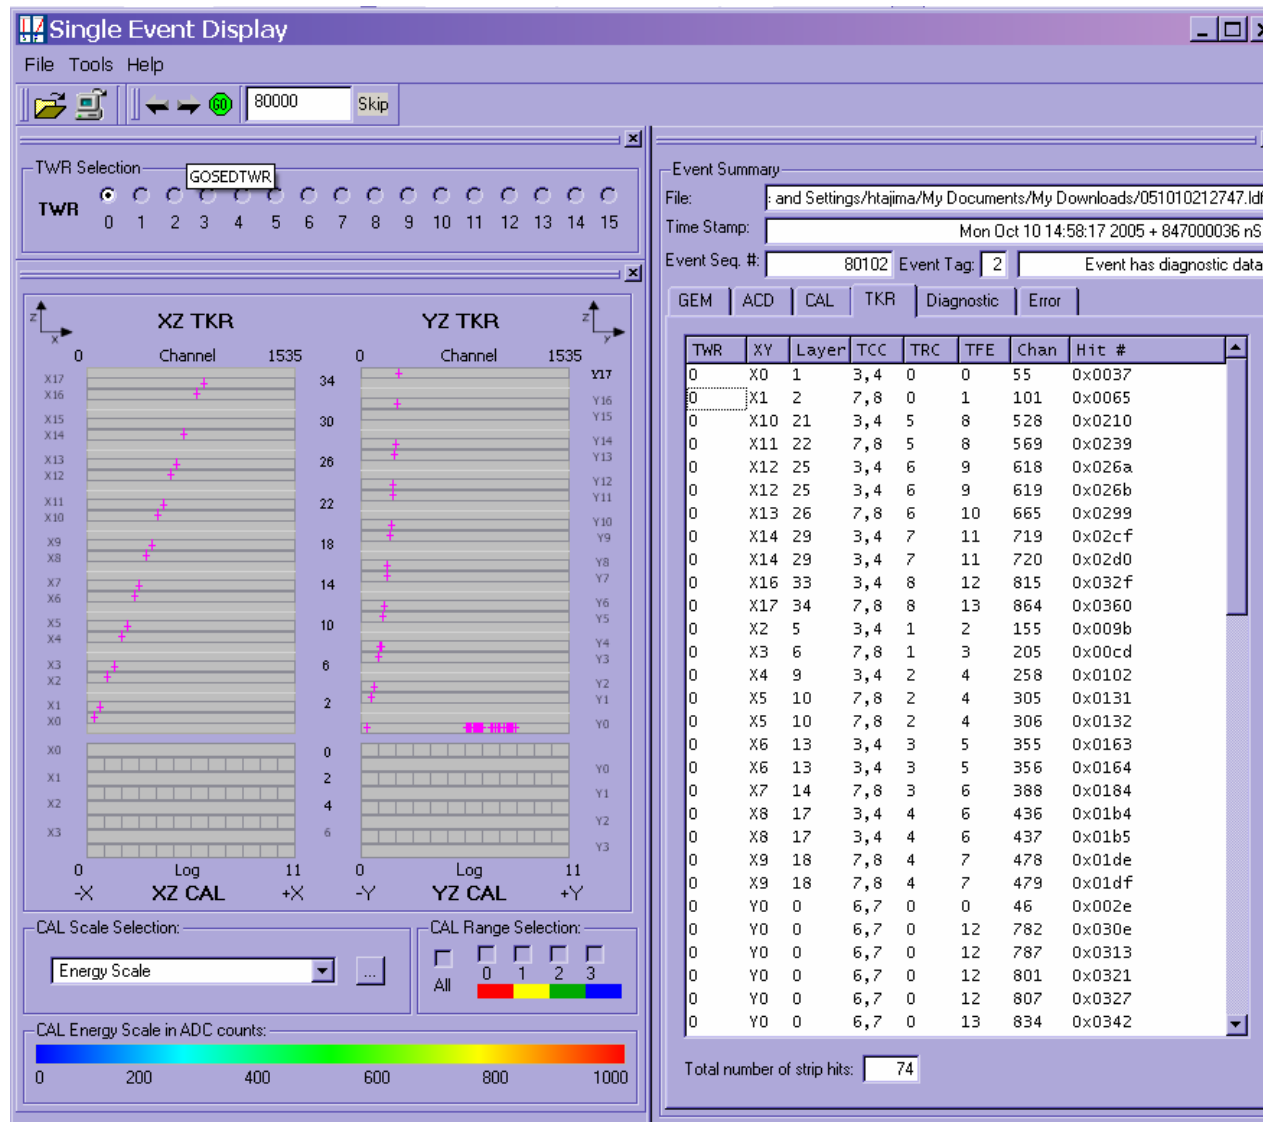 Single Event Display
File Tools Help
80000 Skip
TWR Selection
GOSEDTWR
TWR
0 1 2 3 4 5 6 7 8 9 10 11 12 13 14 15
XZ TKR YZ TKR
z x z y
0 Channel 1535 0 Channel 1535
X17 34 Y17
X16 Y16
X15 30 Y15
X14 Y14
X13 26 Y13
X12 Y12
X11 22 Y11
X10 Y10
X9 18 Y9
X8 Y8
X7 14 Y7
X6 Y6
X5 10 Y5
X4 Y4
X3 6 Y3
X2 Y2
X1 2 Y1
X0 Y0
X0 0 Y0
X1 2 Y1
X2 4 Y2
X3 6 Y3
0 Log 11 0 Log 11
-X XZ CAL +X -Y YZ CAL +Y
CAL Scale Selection:
Energy Scale ...
CAL Range Selection:
All 0 1 2 3
CAL Energy Scale in ADC counts:
0 200 400 600 800 1000
Event Summary
File: : and Settings/htajima/My Documents/My Downloads/051010212747.ldf
Time Stamp: Mon Oct 10 14:58:17 2005 + 847000036 nS
Event Seq. #: 80102 Event Tag: 2 Event has diagnostic data
GEM ACD CAL TKR Diagnostic Error
TWR XY Layer TCC TRC TFE Chan Hit #
0 X0 1 3,4 0 0 55 0x0037
0 X1 2 7,8 0 1 101 0x0065
0 X10 21 3,4 5 8 528 0x0210
0 X11 22 7,8 5 8 569 0x0239
0 X12 25 3,4 6 9 618 0x026a
0 X12 25 3,4 6 9 619 0x026b
0 X13 26 7,8 6 10 665 0x0299
0 X14 29 3,4 7 11 719 0x02cf
0 X14 29 3,4 7 11 720 0x02d0
0 X16 33 3,4 8 12 815 0x032f
0 X17 34 7,8 8 13 864 0x0360
0 X2 5 3,4 1 2 155 0x009b
0 X3 6 7,8 1 3 205 0x00cd
0 X4 9 3,4 2 4 258 0x0102
0 X5 10 7,8 2 4 305 0x0131
0 X5 10 7,8 2 4 306 0x0132
0 X6 13 3,4 3 5 355 0x0163
0 X6 13 3,4 3 5 356 0x0164
0 X7 14 7,8 3 6 388 0x0184
0 X8 17 3,4 4 6 436 0x01b4
0 X8 17 3,4 4 6 437 0x01b5
0 X9 18 7,8 4 7 478 0x01de
0 X9 18 7,8 4 7 479 0x01df
0 Y0 0 6,7 0 0 46 0x002e
0 Y0 0 6,7 0 12 782 0x030e
0 Y0 0 6,7 0 12 787 0x0313
0 Y0 0 6,7 0 12 801 0x0321
0 Y0 0 6,7 0 12 807 0x0327
0 Y0 0 6,7 0 13 834 0x0342
Total number of strip hits: 74